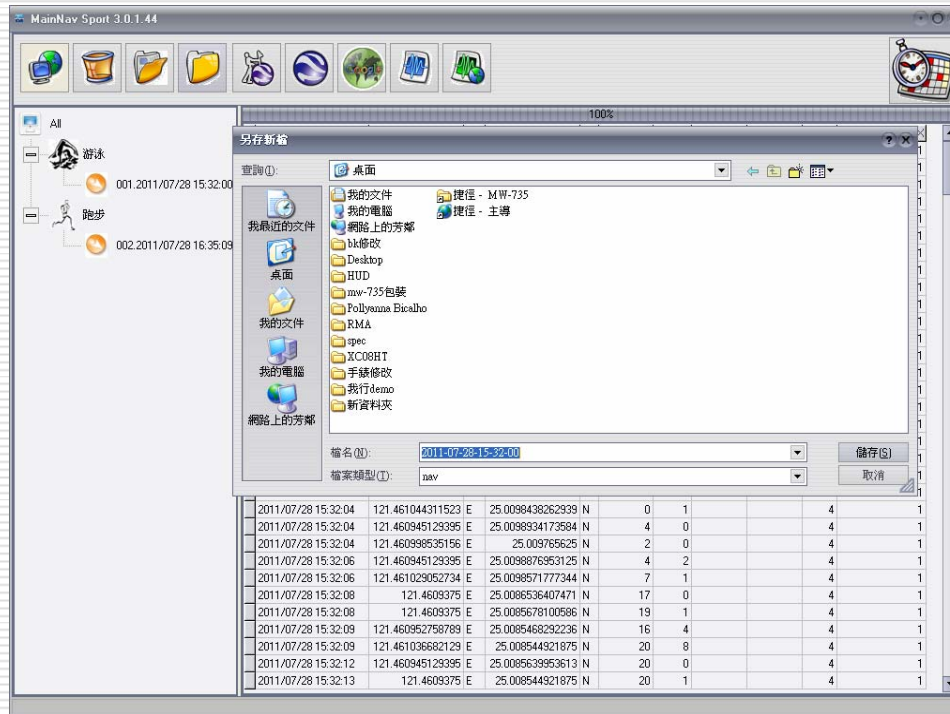 MainNav Sport 3.0.1.44
100%
All
游泳
001.2011/07/28 15:32:00
跑步
002.2011/07/28 16:35:09
另存新檔
查詢(I):
桌面
我最近的文件
桌面
我的文件
我的電腦
網路上的芳鄰
我的文件
我的電腦
網路上的芳鄰
bk修改
Desktop
HUD
mw-735包裝
Pollyanna Bicalho
RMA
spec
XC08HT
手錶修改
我行demo
新資料夾
捷徑 - MW-735
捷徑 - 主導
檔名(N):
2011-07-28-15-32-00
儲存(S)
檔案類型(T):
nav
取消
2011/07/28 15:32:04 121.461044311523 E 25.0098438262939 N 0 1 4 1
2011/07/28 15:32:04 121.460945129395 E 25.0098934173584 N 4 0 4 1
2011/07/28 15:32:04 121.460998535156 E 25.009765625 N 2 0 4 1
2011/07/28 15:32:06 121.460945129395 E 25.0098876953125 N 4 2 4 1
2011/07/28 15:32:06 121.461029052734 E 25.0098571777344 N 7 1 4 1
2011/07/28 15:32:08 121.4609375 E 25.0086536407471 N 17 0 4 1
2011/07/28 15:32:08 121.4609375 E 25.0085678100586 N 19 1 4 1
2011/07/28 15:32:09 121.460952758789 E 25.0085468292236 N 16 4 4 1
2011/07/28 15:32:09 121.461036682129 E 25.008544921875 N 20 8 4 1
2011/07/28 15:32:12 121.460945129395 E 25.0085639953613 N 20 0 4 1
2011/07/28 15:32:13 121.4609375 E 25.008544921875 N 20 1 4 1